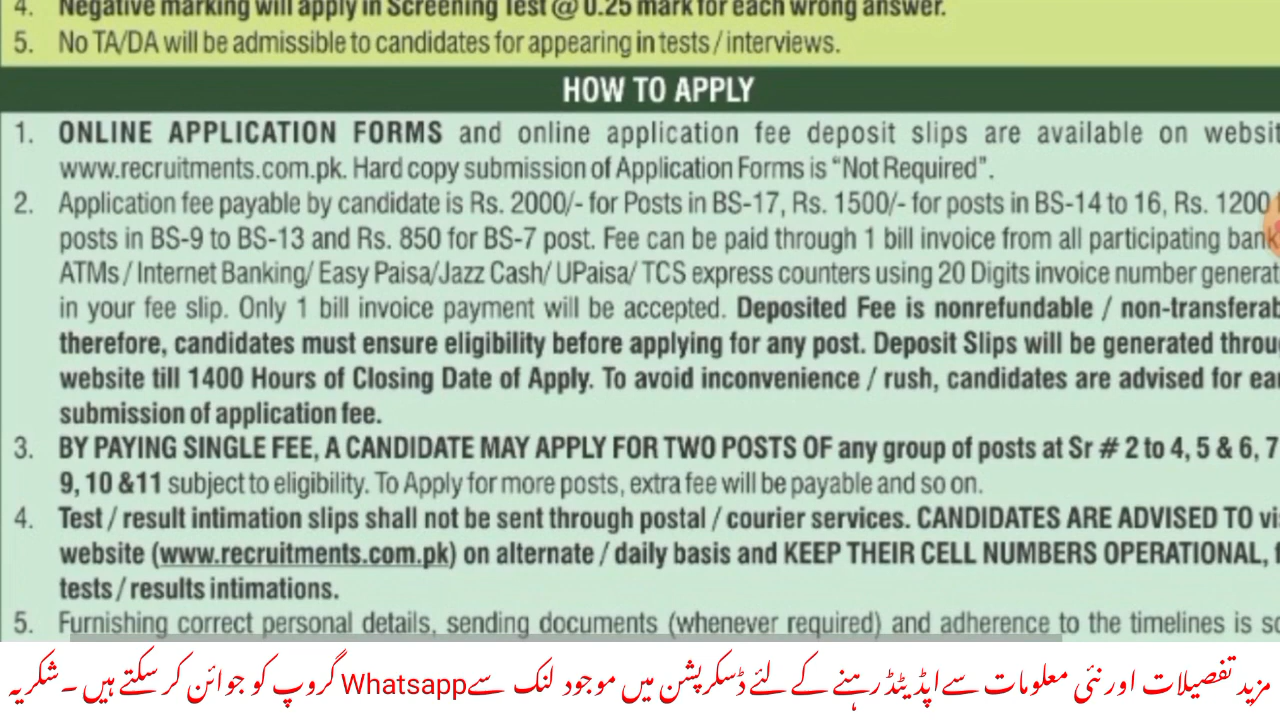 4. Negative marking will apply in Screening Test @ 0.25 mark for each wrong answer.
5. No TA/DA will be admissible to candidates for appearing in tests / interviews.
HOW TO APPLY
1. ONLINE APPLICATION FORMS and online application fee deposit slips are available on websit
www.recruitments.com.pk. Hard copy submission of Application Forms is “Not Required”.
2. Application fee payable by candidate is Rs. 2000/- for Posts in BS-17, Rs. 1500/- for posts in BS-14 to 16, Rs. 1200
posts in BS-9 to BS-13 and Rs. 850 for BS-7 post. Fee can be paid through 1 bill invoice from all participating bank
ATMs / Internet Banking/ Easy Paisa/Jazz Cash/ UPaisa/ TCS express counters using 20 Digits invoice number generat
in your fee slip. Only 1 bill invoice payment will be accepted. Deposited Fee is nonrefundable / non-transferab
therefore, candidates must ensure eligibility before applying for any post. Deposit Slips will be generated throu
website till 1400 Hours of Closing Date of Apply. To avoid inconvenience / rush, candidates are advised for ear
submission of application fee.
3. BY PAYING SINGLE FEE, A CANDIDATE MAY APPLY FOR TWO POSTS OF any group of posts at Sr # 2 to 4, 5 & 6, 7
9, 10 &11 subject to eligibility. To Apply for more posts, extra fee will be payable and so on.
4. Test / result intimation slips shall not be sent through postal / courier services. CANDIDATES ARE ADVISED TO vi
website (www.recruitments.com.pk) on alternate / daily basis and KEEP THEIR CELL NUMBERS OPERATIONAL, f
tests / results intimations.
5. Furnishing correct personal details, sending documents (whenever required) and adherence to the timelines is so
مزید تفصیلات اور نئی معلومات سے اپڈیٹڈ رہنے کے لئے ڈسکرپشن میں موجود لنک سے Whatsapp گروپ کو جوائن کر سکتے ہیں ۔ شکریہ